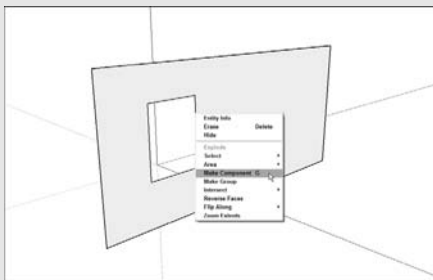 Entity Info
Erase Delete
Hide
Explode
Select
Area
Make Component G
Make Group
Intersect
Reverse Faces
Flip Along
Zoom Extents